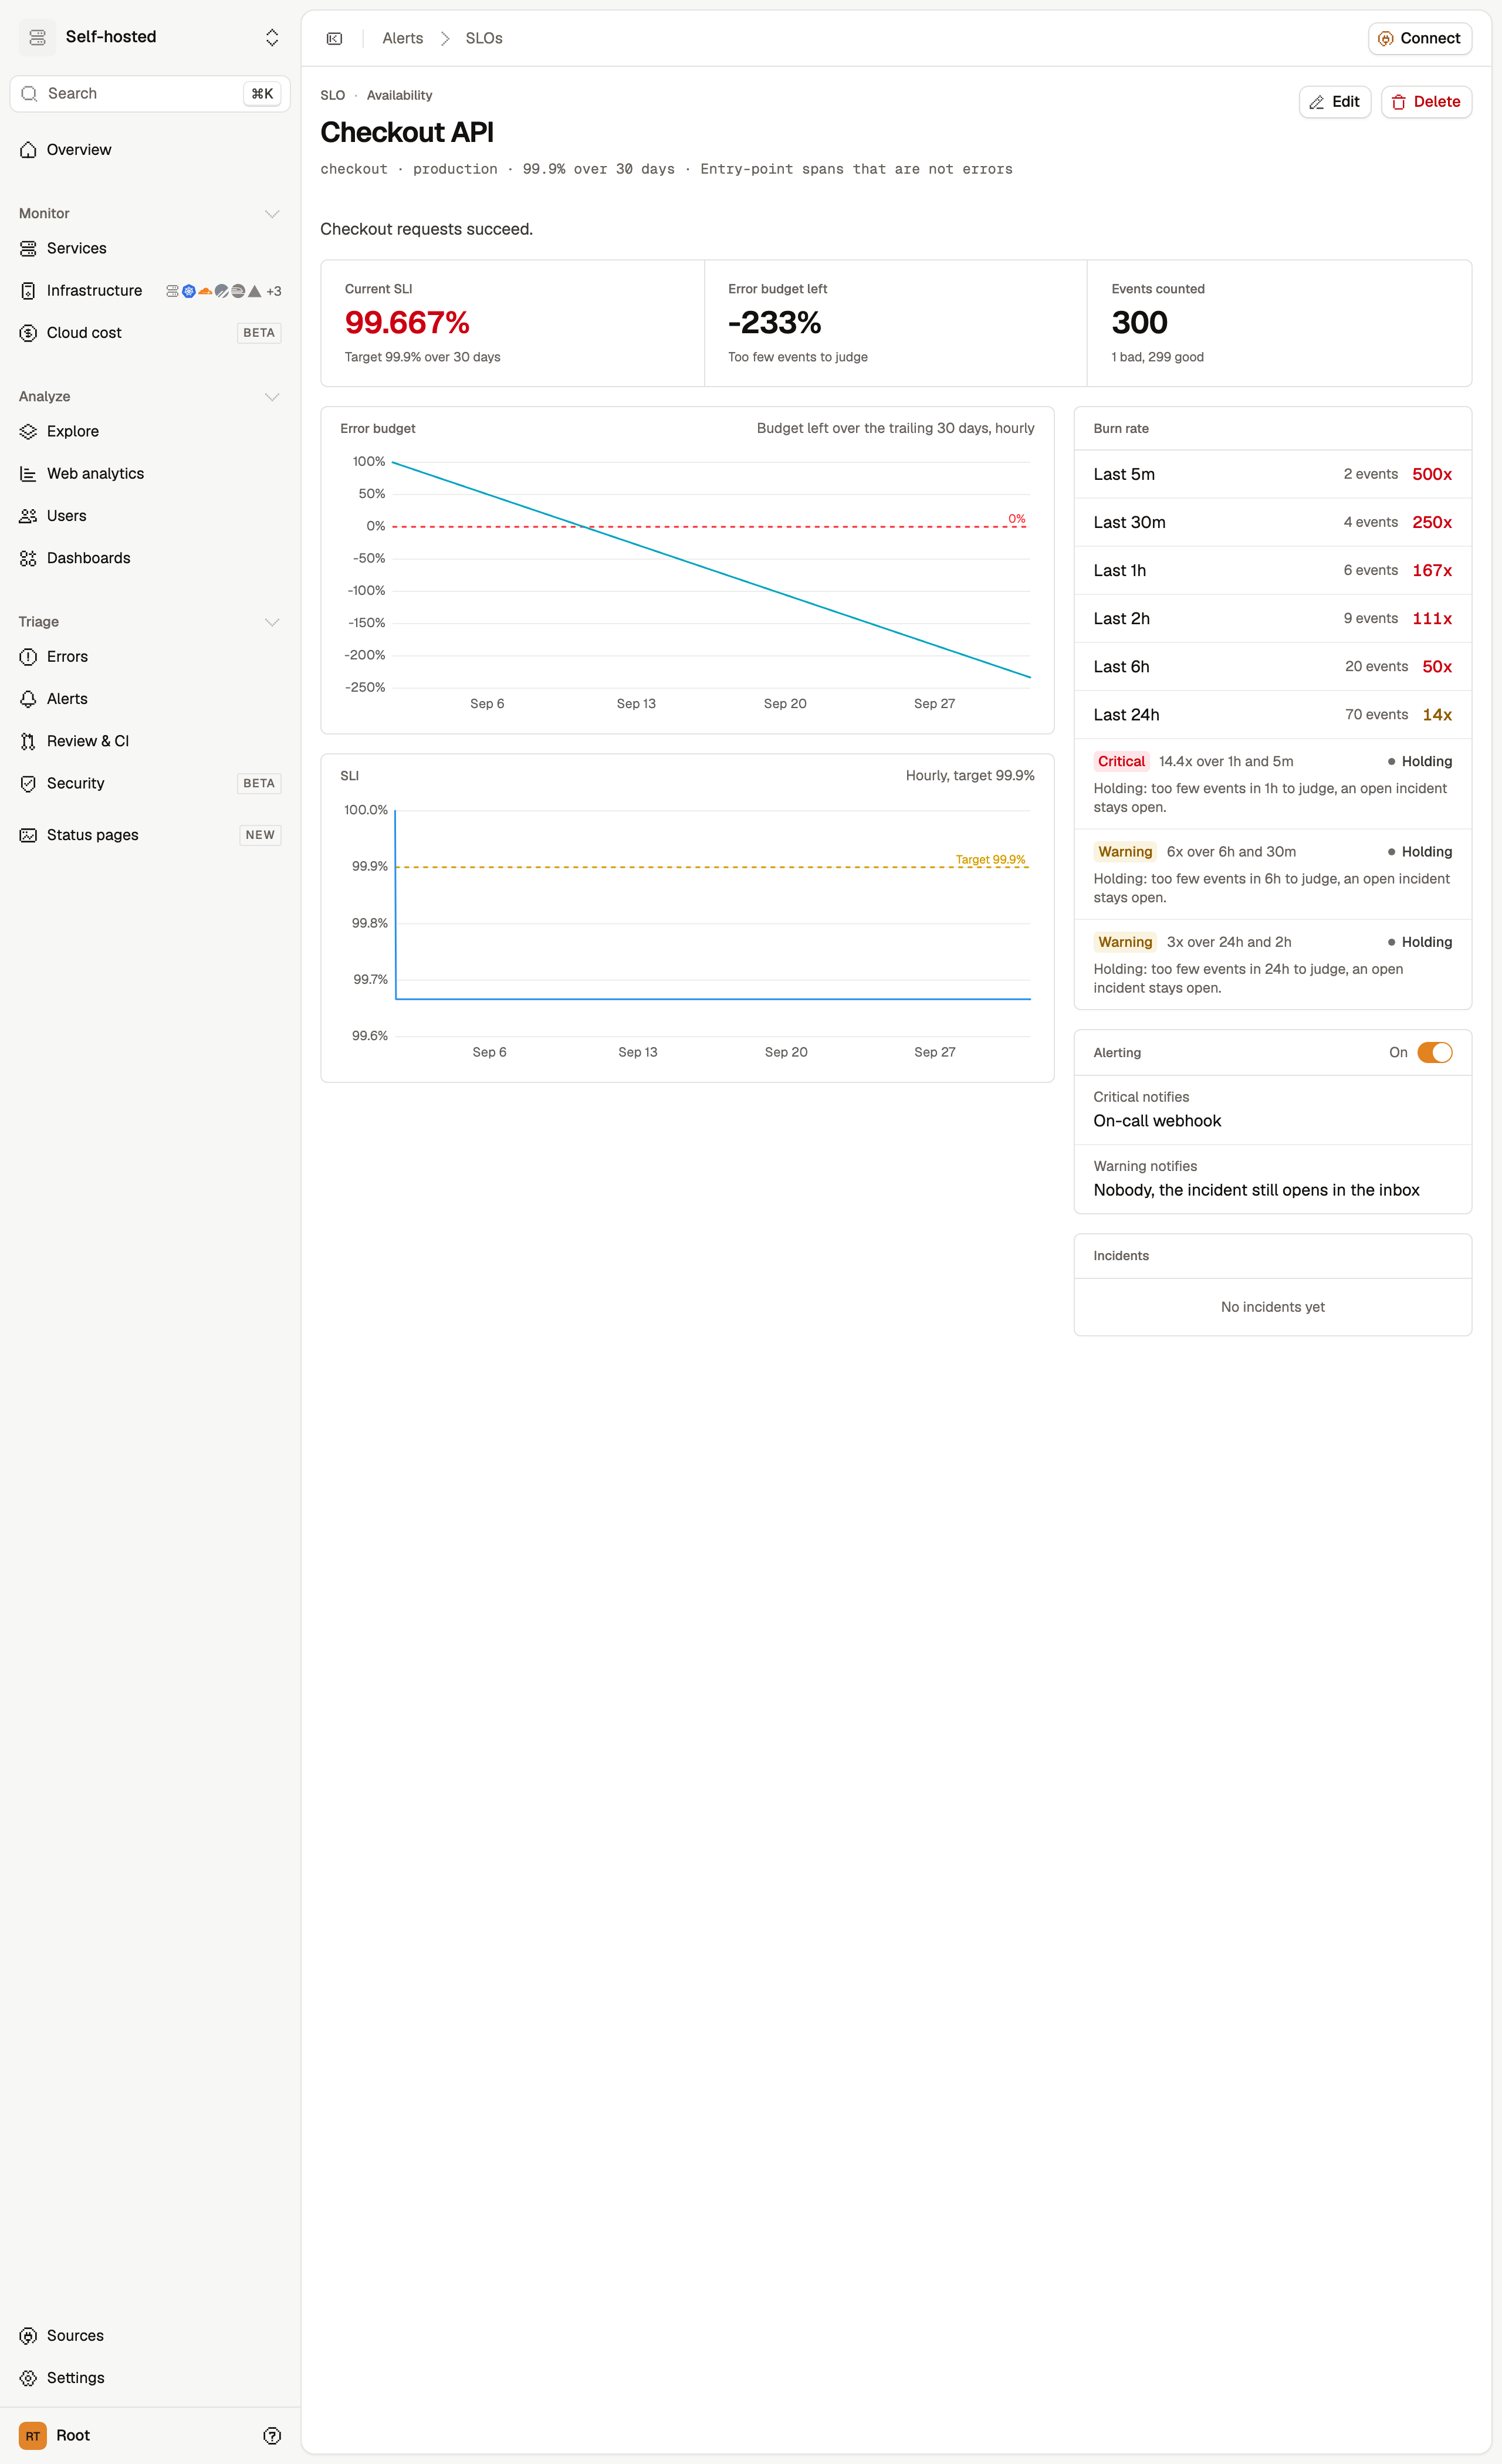 Self-hosted
Search ⌘K
Overview
Monitor
Services
Infrastructure +3
Cloud cost BETA
Analyze
Explore
Web analytics
Users
Dashboards
Triage
Errors
Alerts
Review & CI
Security BETA
Status pages NEW
Sources
Settings
RT Root
Alerts SLOs
Connect
SLO · Availability
Edit
Delete
Checkout API
checkout · production · 99.9% over 30 days · Entry-point spans that are not errors
Checkout requests succeed.
Current SLI
99.667%
Target 99.9% over 30 days
Error budget left
-233%
Too few events to judge
Events counted
300
1 bad, 299 good
Error budget Budget left over the trailing 30 days, hourly
100%
50%
0%
0%
-50%
-100%
-150%
-200%
-250%
Sep 6 Sep 13 Sep 20 Sep 27
SLI Hourly, target 99.9%
100.0%
Target 99.9%
99.9%
99.8%
99.7%
99.6%
Sep 6 Sep 13 Sep 20 Sep 27
Burn rate
Last 5m 2 events 500x
Last 30m 4 events 250x
Last 1h 6 events 167x
Last 2h 9 events 111x
Last 6h 20 events 50x
Last 24h 70 events 14x
Critical 14.4x over 1h and 5m Holding
Holding: too few events in 1h to judge, an open incident
stays open.
Warning 6x over 6h and 30m Holding
Holding: too few events in 6h to judge, an open incident
stays open.
Warning 3x over 24h and 2h Holding
Holding: too few events in 24h to judge, an open
incident stays open.
Alerting On
Critical notifies
On-call webhook
Warning notifies
Nobody, the incident still opens in the inbox
Incidents
No incidents yet